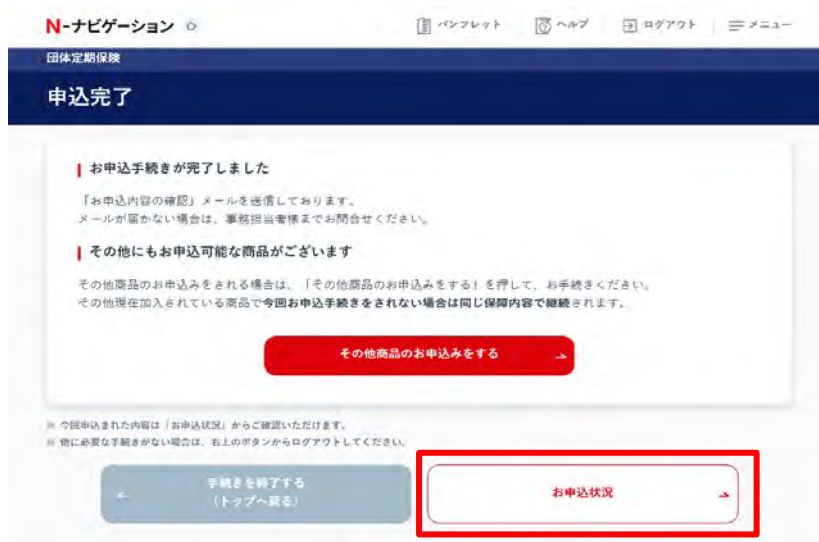 N-ナビゲーション
パンフレット ヘルプ ログアウト メニュー
団体定期保険
申込完了
お申込手続きが完了しました
「お申込内容の確認」メールを送信しております。
メールが届かない場合は、事務担当者様までお問合せください。
その他にもお申込可能な商品がございます
その他商品のお申込みをされる場合は、「その他商品のお申込みをする」を押して、お手続きください。
その他現在加入されている商品で今回お申込手続きをされない場合は同じ保障内容で継続されます。
その他商品のお申込みをする
※ 今回申込まれた内容は「お申込状況」からご確認いただけます。
※ 他に必要な手続きがない場合は、右上のボタンからログアウトしてください。
手続きを終了する
(トップへ戻る)
お申込状況